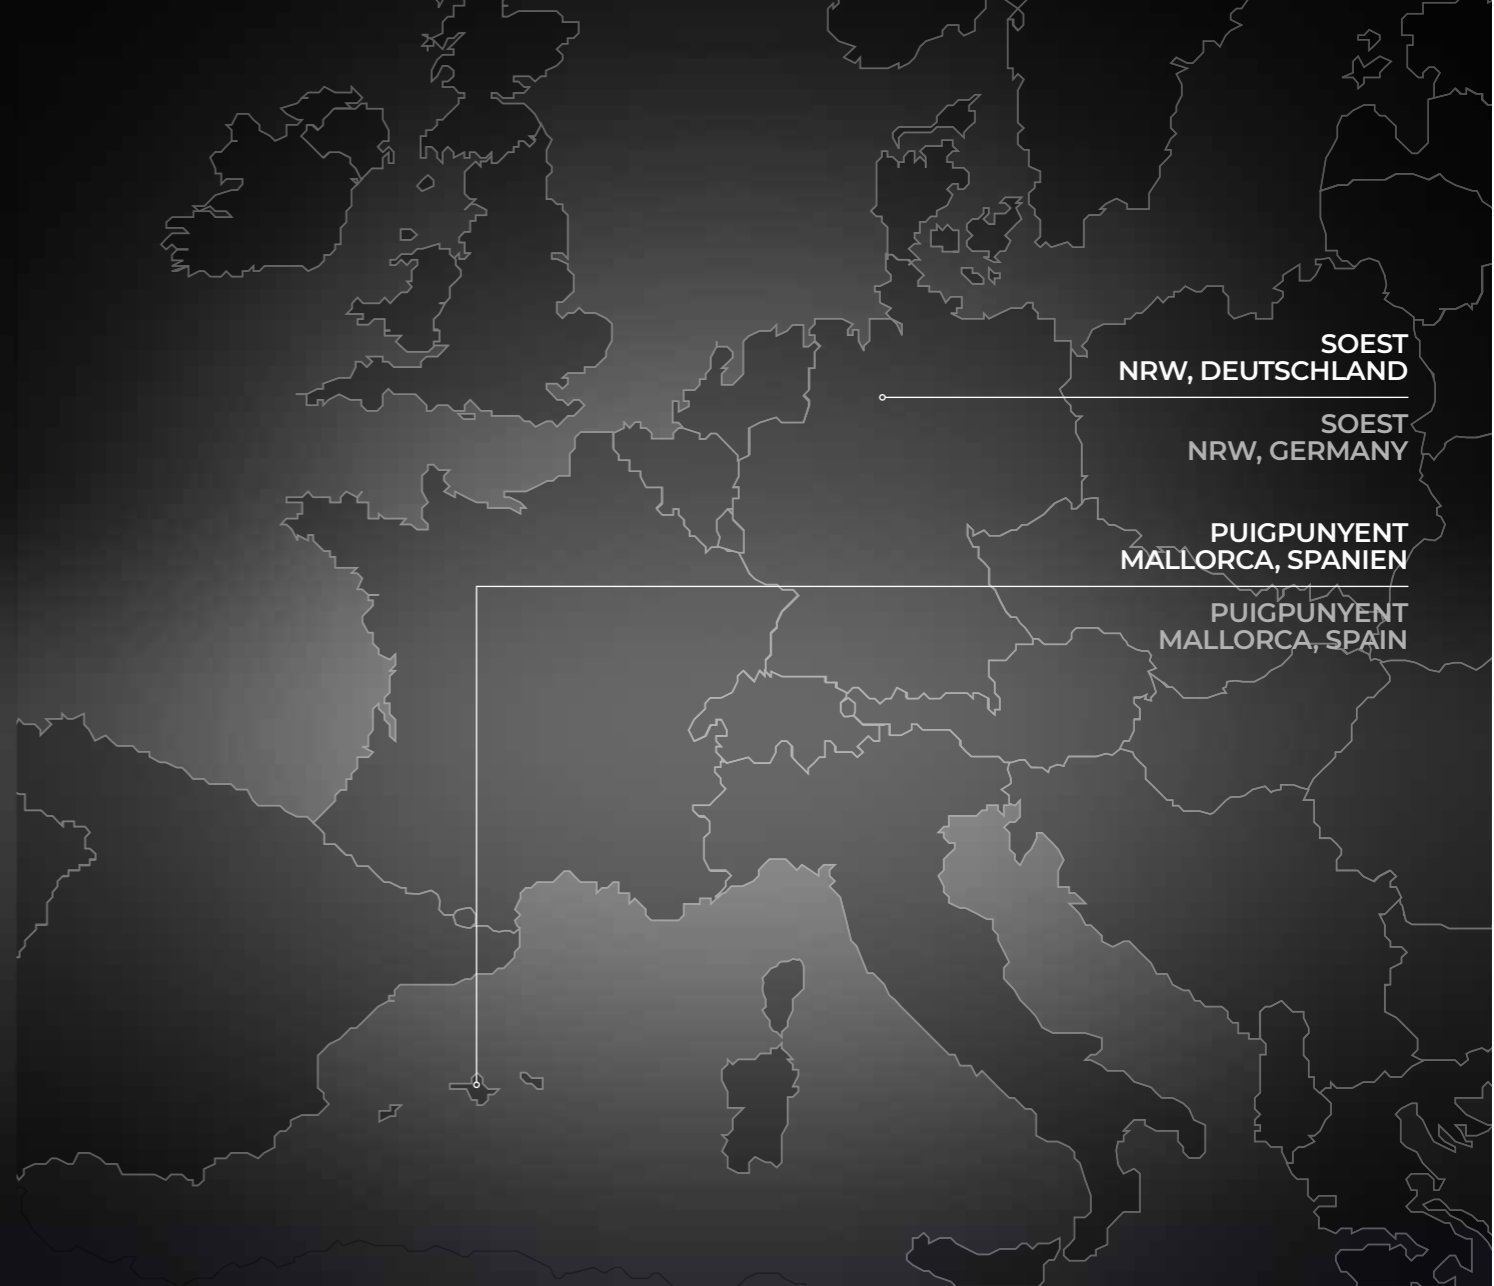 SOEST
NRW, DEUTSCHLAND
SOEST
NRW, GERMANY
PUIGPUNYENT
MALLORCA, SPANIEN
PUIGPUNYENT
MALLORCA, SPAIN